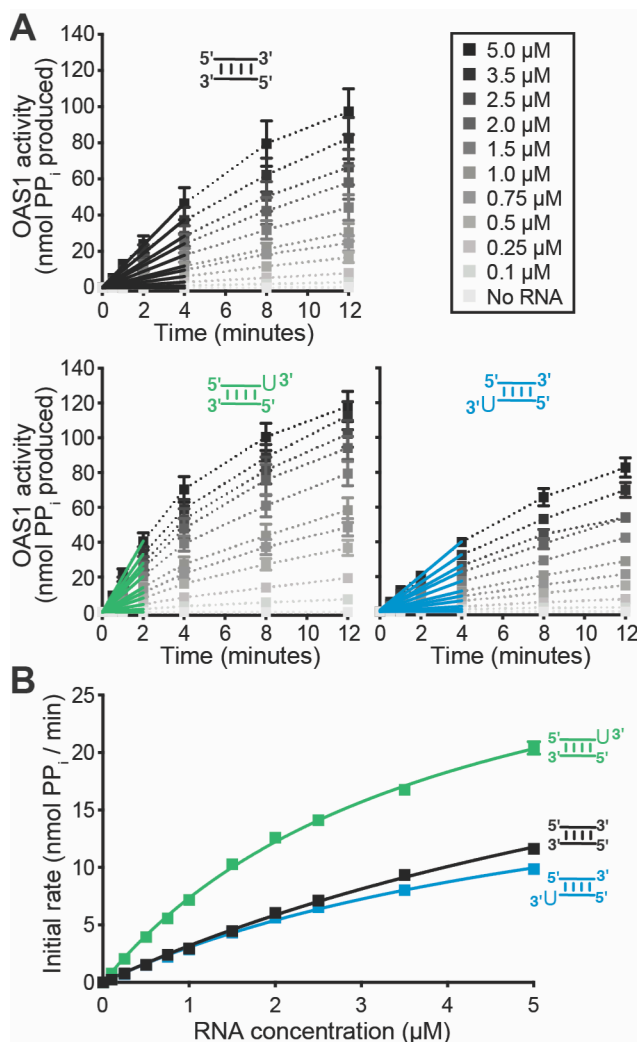 A
140
120
100
80
60
40
20
0
OAS1 activity
(nmol PPi produced)
5' 3'
3' 5'
0 2 4 6 8 10 12
Time (minutes)
5.0 µM
3.5 µM
2.5 µM
2.0 µM
1.5 µM
1.0 µM
0.75 µM
0.5 µM
0.25 µM
0.1 µM
No RNA
140
120
100
80
60
40
20
0
OAS1 activity
(nmol PPi produced)
5' U 3'
3' 5'
0 2 4 6 8 10 12
Time (minutes)
5' 3'
3' U 5'
0 2 4 6 8 10 12
Time (minutes)
B
25
20
15
10
5
0
Initial rate (nmol PPi / min)
5' U 3'
3' 5'
5' 3'
3' 5'
5' 3'
3' U 5'
0 1 2 3 4 5
RNA concentration (µM)